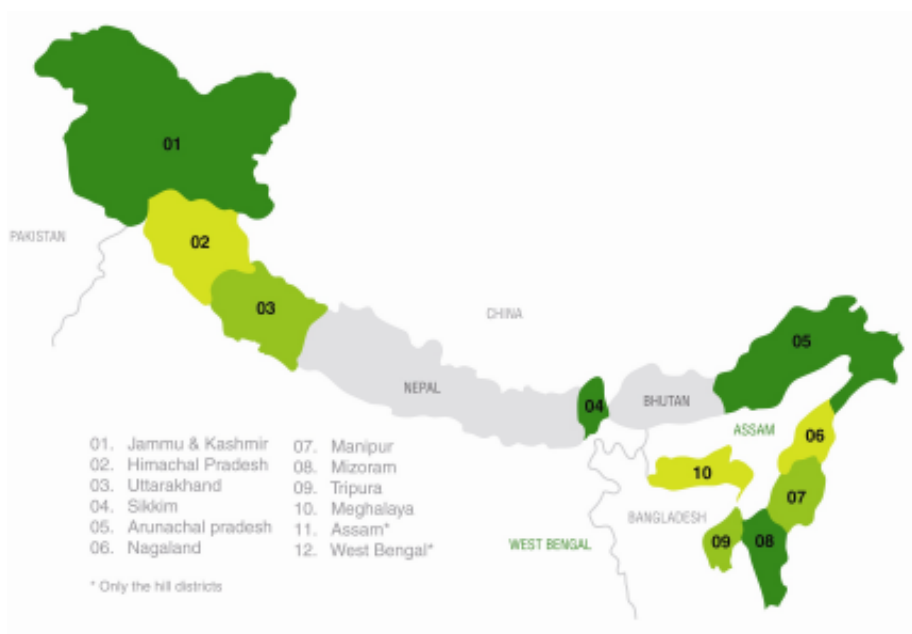 01
02
PAKISTAN
03
CHINA
05
NEPAL
04
BHUTAN
ASSAM
06
10
07
BANGLADESH
WEST BENGAL
09
08
01. Jammu & Kashmir
02. Himachal Pradesh
03. Uttarakhand
04. Sikkim
05. Arunachal pradesh
06. Nagaland
07. Manipur
08. Mizoram
09. Tripura
10. Meghalaya
11. Assam*
12. West Bengal*
* Only the hill districts